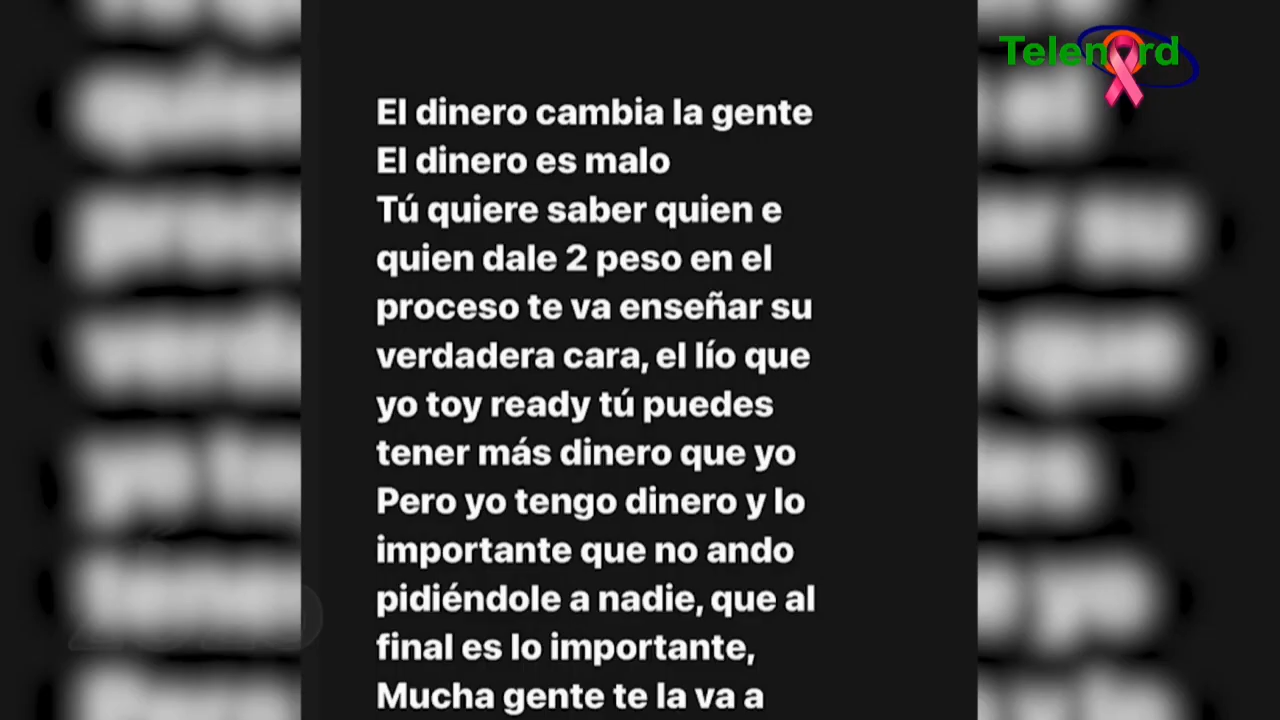 Telenord
El dinero cambia la gente
El dinero es malo
Tú quiere saber quien e
quien dale 2 peso en el
proceso te va enseñar su
verdadera cara, el lío que
yo toy ready tú puedes
tener más dinero que yo
Pero yo tengo dinero y lo
importante que no ando
pidiéndole a nadie, que al
final es lo importante,
Mucha gente te la va a